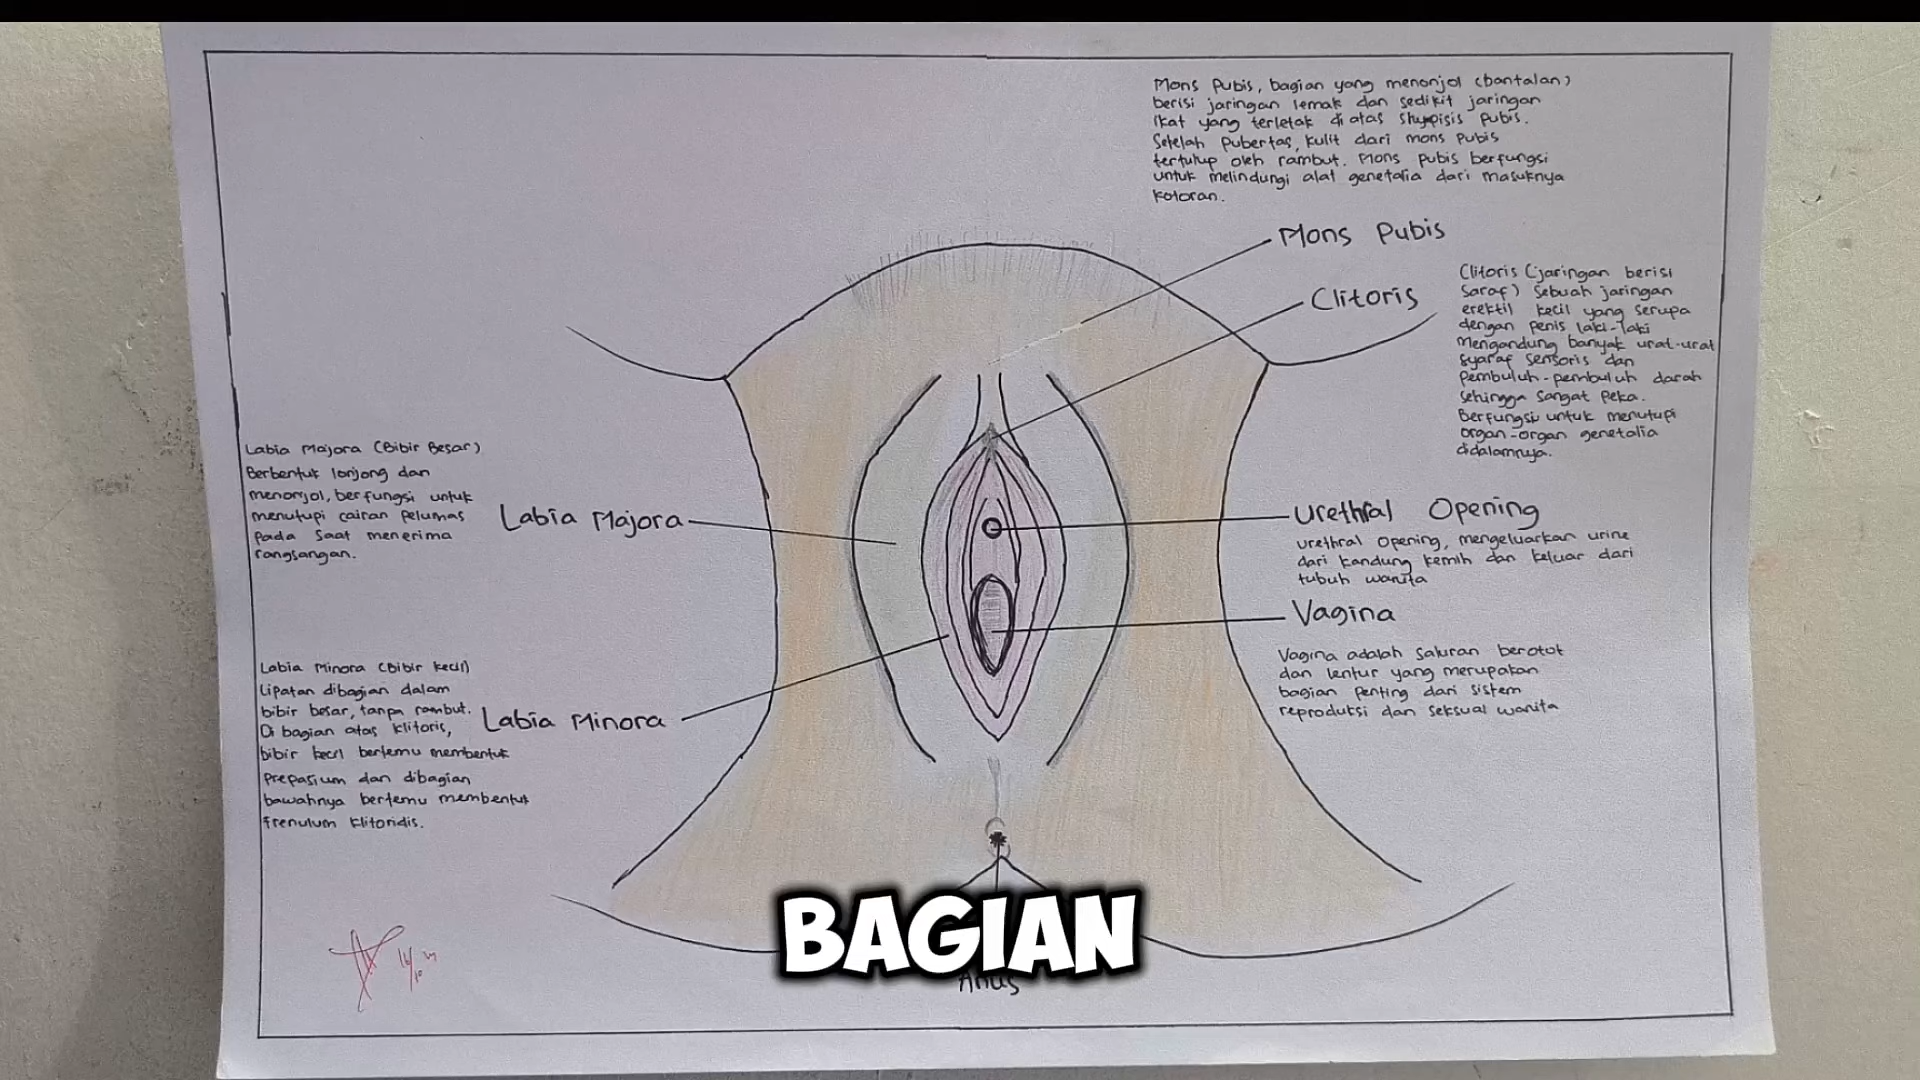 Mons Pubis, bagian yang menonjol (bantalan)
berisi jaringan lemak dan sedikit jaringan
ikat yang terletak di atas Shypisis Pubis.
Setelah Pubertas, kulit dari mons Pubis
tertutup oleh rambut. Mons pubis berfungsi
untuk melindungi alat genetalia dari masuknya
kotoran.
Mons Pubis
Clitoris
Clitoris (jaringan berisi
Saraf) Sebuah jaringan
erektil kecil yang serupa
dengan penis laki-laki
Mengandung banyak urat-urat
Syaraf Sensoris dan
Pembuluh-pembuluh darah
Sehingga Sangat Peka.
Berfungsi untuk menutupi
organ-organ genetalia
didalamnya.
Labia Majora (Bibir Besar)
Berbentuk lonjong dan
menonjol, berfungsi untuk
menutupi cairan Pelumas
Pada Saat menerima
rangsangan.
Labia Majora
Urethral Opening
urethral Opening, mengeluarkan urine
dari kandung kemih dan keluar dari
tubuh wanita
Vagina
Vagina adalah saluran berotot
dan lentur yang merupakan
bagian Penting dari sistem
reproduksi dan seksual wanita
Labia Minora (Bibir kecil)
Lipatan dibagian dalam
bibir besar, tanpa rambut.
Di bagian atas klitoris,
bibir kecil bertemu membentuk
Prepasium dan dibagian
bawahnya bertemu membentuk
frenulum klitoridis.
Labia Minora
BAGIAN
Anus